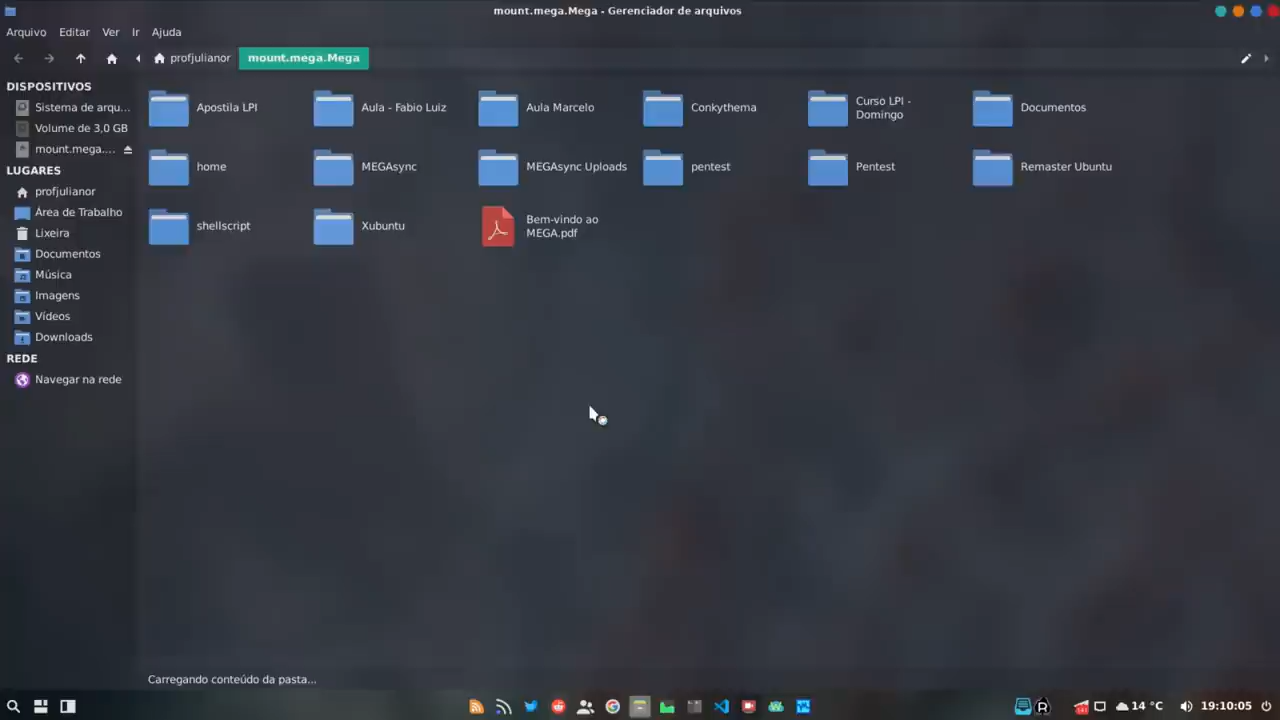 mount.mega.Mega - Gerenciador de arquivos
Arquivo Editar Ver Ir Ajuda
profjulianor mount.mega.Mega
DISPOSITIVOS
Sistema de arqu...
Volume de 3,0 GB
mount.mega....
LUGARES
profjulianor
Área de Trabalho
Lixeira
Documentos
Música
Imagens
Vídeos
Downloads
REDE
Navegar na rede
Apostila LPI
Aula - Fabio Luiz
Aula Marcelo
Conkythema
Curso LPI -
Domingo
Documentos
home
MEGAsync
MEGAsync Uploads
pentest
Pentest
Remaster Ubuntu
shellscript
Xubuntu
Bem-vindo ao
MEGA.pdf
Carregando conteúdo da pasta...
14 °C 19:10:05